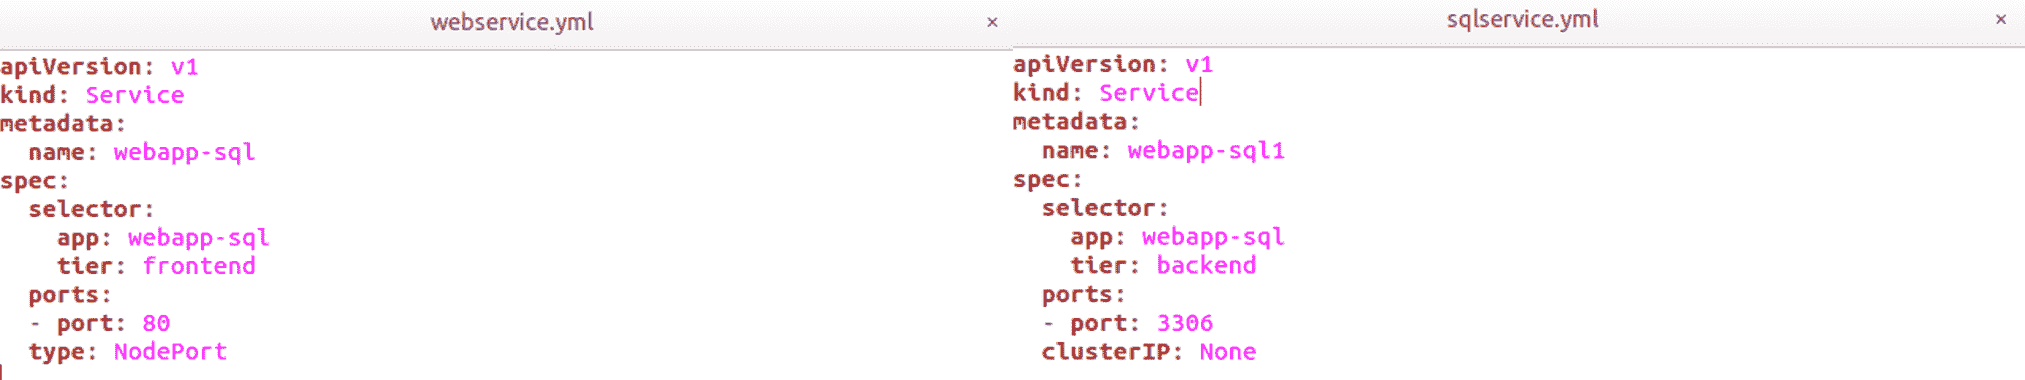 webservice.yml ×
apiVersion: v1
kind: Service
metadata:
  name: webapp-sql
spec:
  selector:
    app: webapp-sql
    tier: frontend
  ports:
  - port: 80
  type: NodePort
sqlservice.yml ×
apiVersion: v1
kind: Service
metadata:
  name: webapp-sql1
spec:
  selector:
    app: webapp-sql
    tier: backend
  ports:
  - port: 3306
  clusterIP: None